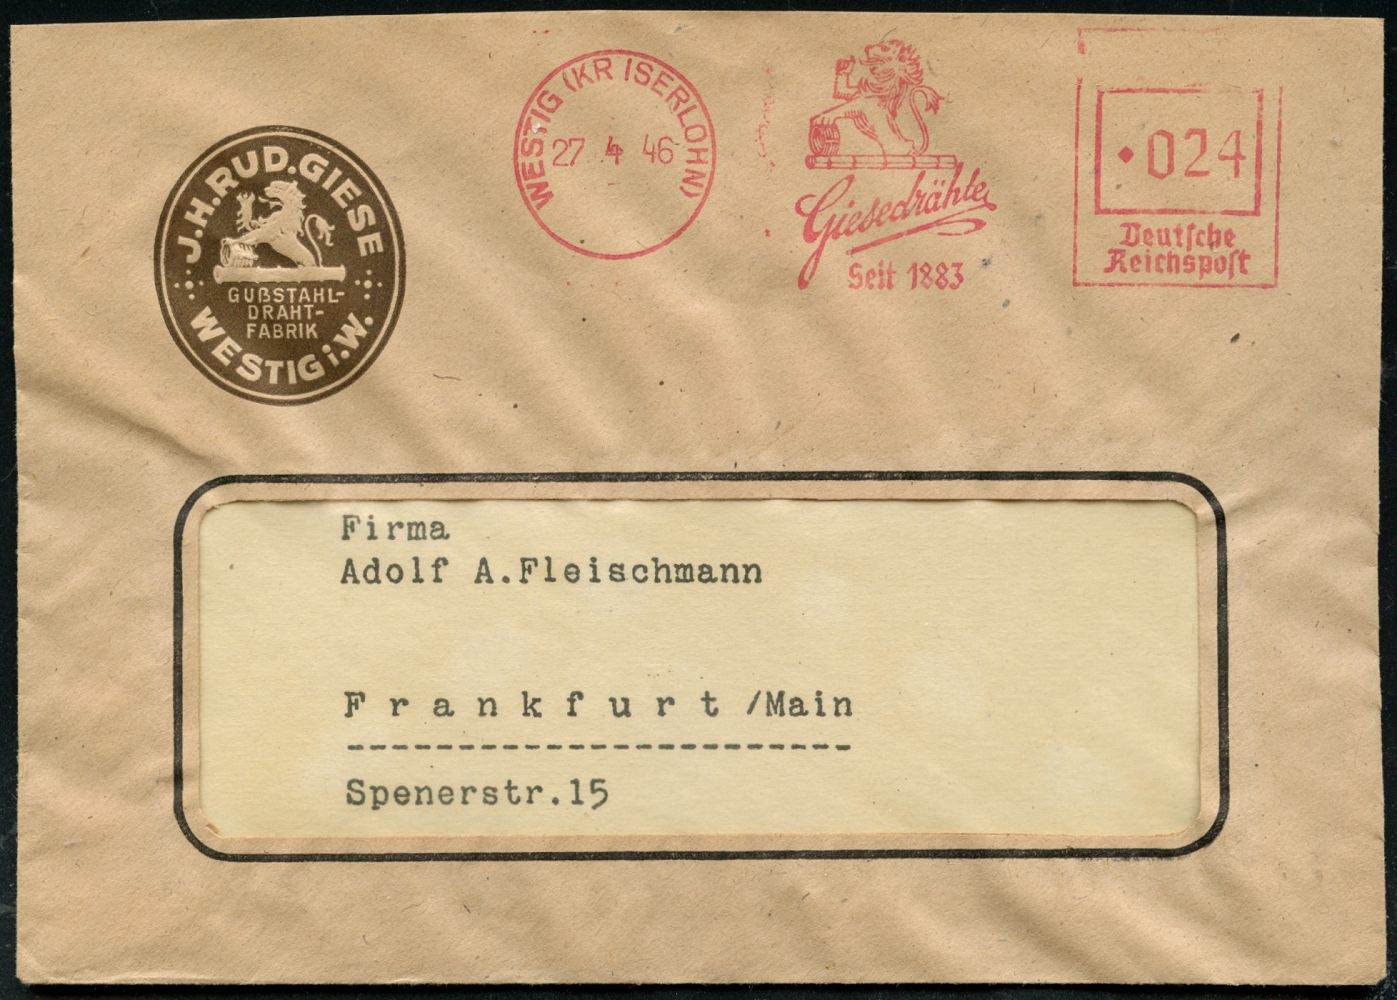 J.H.RUD.GIESE
GUßSTAHL-
DRAHT-
FABRIK
WESTIG i.W.
WESTIG (KR ISERLOHN)
27 4 46
Giesedrähte
Seit 1883
024
Deutsche
Reichspost
Firma
Adolf A.Fleischmann
F r a n k f u r t /Main
-----------------------
Spenerstr.15